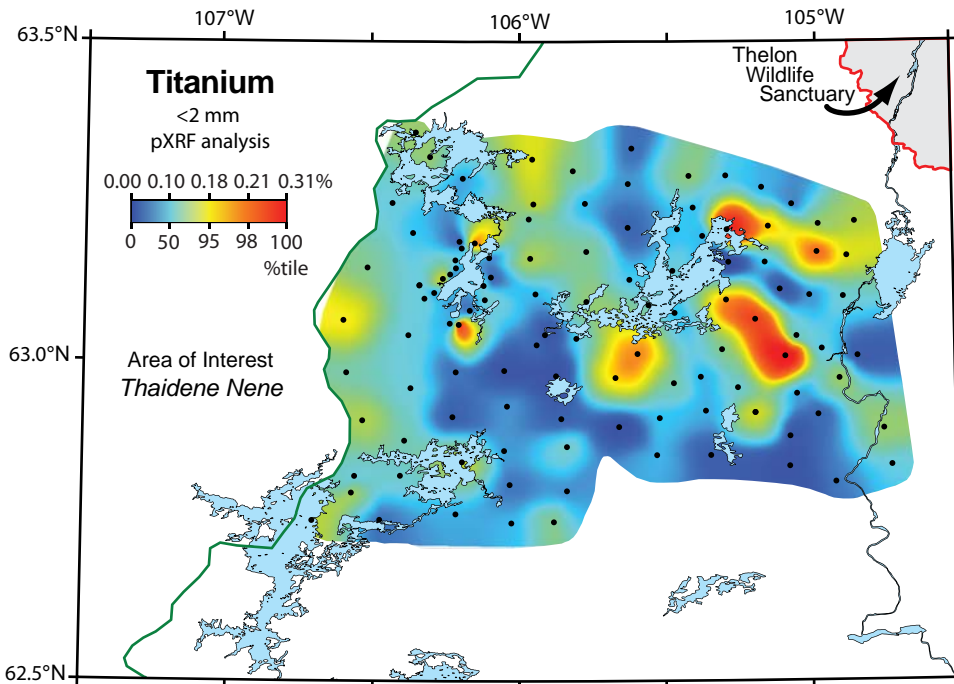 107°W 106°W 105°W
63.5°N
Titanium
<2 mm
pXRF analysis
0.00 0.10 0.18 0.21 0.31%
0 50 95 98 100
%tile
Thelon
Wildlife
Sanctuary
63.0°N
Area of Interest
Thaidene Nene
62.5°N